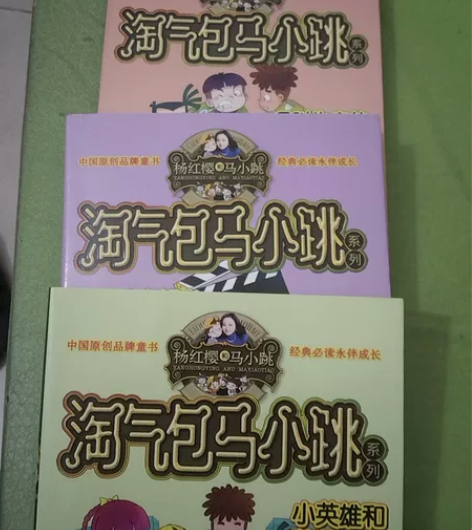 淘气包马小跳
系列
中国原创品牌童书
杨红樱和马小跳
YANGHONGYING AND MAXIAOTIAO
经典必读永伴成长
淘气包马小跳
系列
中国原创品牌童书
杨红樱和马小跳
YANGHONGYING AND MAXIAOTIAO
经典必读永伴成长
淘气包马小跳
系列
小英雄和